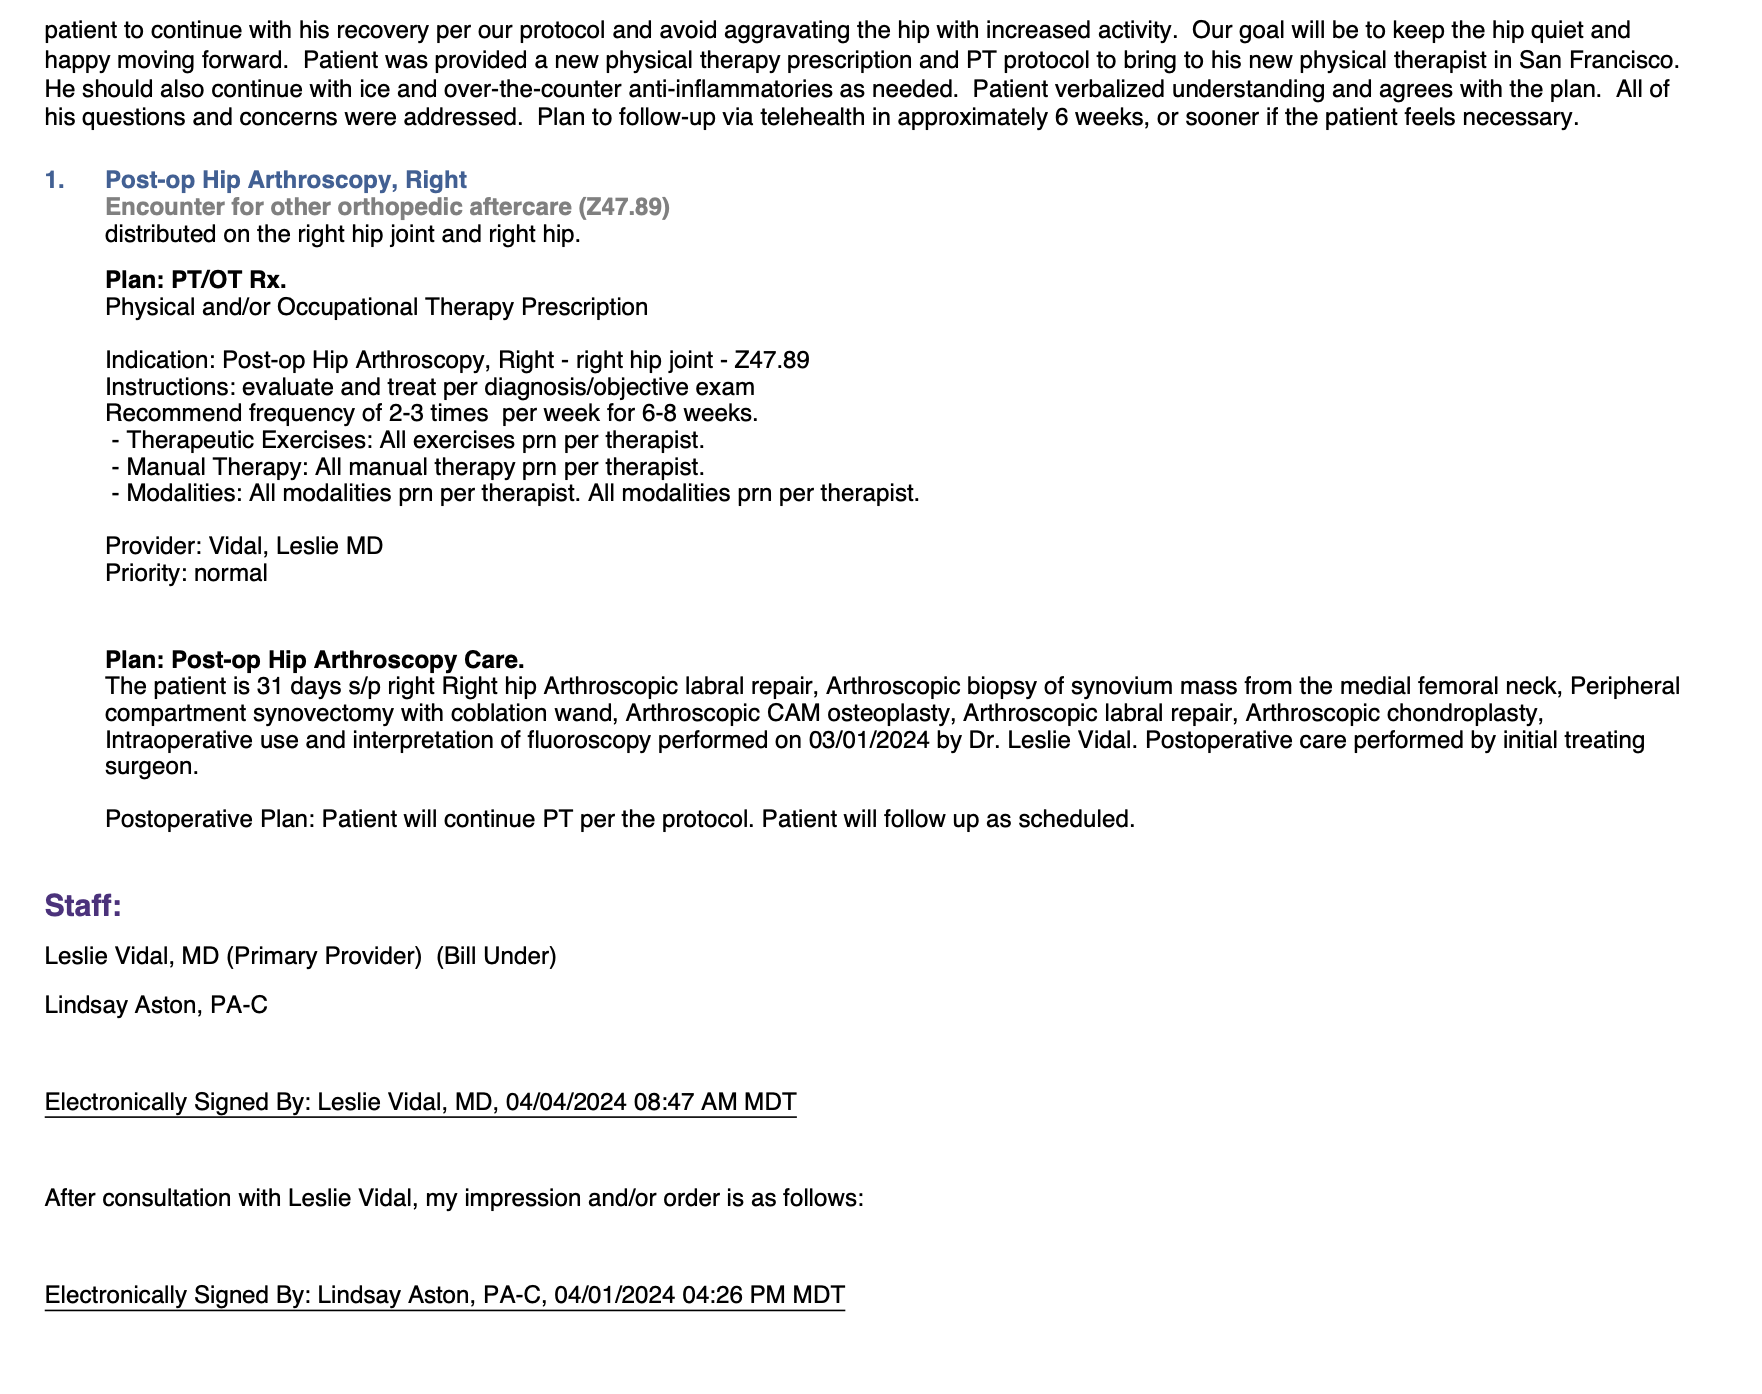 patient to continue with his recovery per our protocol and avoid aggravating the hip with increased activity.  Our goal will be to keep the hip quiet and
happy moving forward.  Patient was provided a new physical therapy prescription and PT protocol to bring to his new physical therapist in San Francisco.
He should also continue with ice and over-the-counter anti-inflammatories as needed.  Patient verbalized understanding and agrees with the plan.  All of
his questions and concerns were addressed.  Plan to follow-up via telehealth in approximately 6 weeks, or sooner if the patient feels necessary.
1. Post-op Hip Arthroscopy, Right
Encounter for other orthopedic aftercare (Z47.89)
distributed on the right hip joint and right hip.
Plan: PT/OT Rx.
Physical and/or Occupational Therapy Prescription
Indication: Post-op Hip Arthroscopy, Right - right hip joint - Z47.89
Instructions: evaluate and treat per diagnosis/objective exam
Recommend frequency of 2-3 times  per week for 6-8 weeks.
- Therapeutic Exercises: All exercises prn per therapist.
- Manual Therapy: All manual therapy prn per therapist.
- Modalities: All modalities prn per therapist. All modalities prn per therapist.
Provider: Vidal, Leslie MD
Priority: normal
Plan: Post-op Hip Arthroscopy Care.
The patient is 31 days s/p right Right hip Arthroscopic labral repair, Arthroscopic biopsy of synovium mass from the medial femoral neck, Peripheral
compartment synovectomy with coblation wand, Arthroscopic CAM osteoplasty, Arthroscopic labral repair, Arthroscopic chondroplasty,
Intraoperative use and interpretation of fluoroscopy performed on 03/01/2024 by Dr. Leslie Vidal. Postoperative care performed by initial treating
surgeon.
Postoperative Plan: Patient will continue PT per the protocol. Patient will follow up as scheduled.
Staff:
Leslie Vidal, MD (Primary Provider)  (Bill Under)
Lindsay Aston, PA-C
Electronically Signed By: Leslie Vidal, MD, 04/04/2024 08:47 AM MDT
After consultation with Leslie Vidal, my impression and/or order is as follows:
Electronically Signed By: Lindsay Aston, PA-C, 04/01/2024 04:26 PM MDT